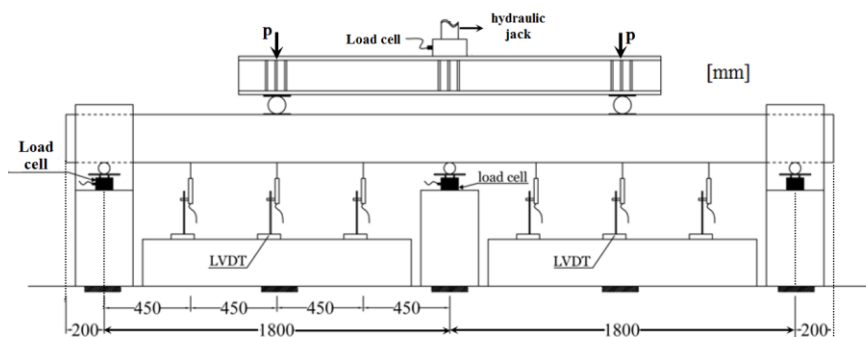 hydraulic
jack
Load cell
P
P
[mm]
Load
cell
load cell
LVDT
LVDT
450
450
450
450
200
1800
1800
200